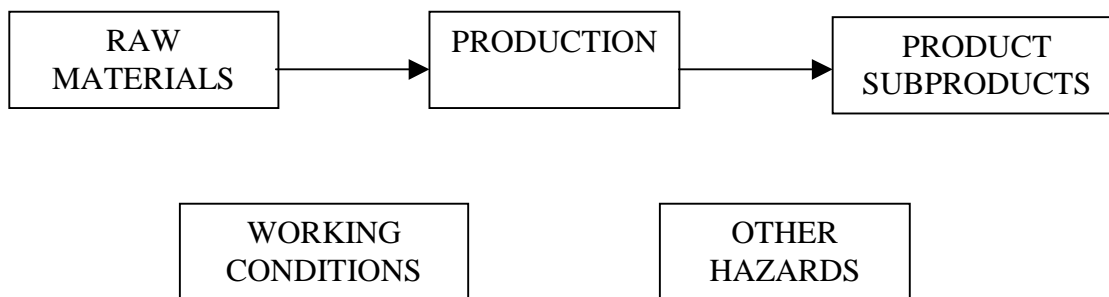 RAW
MATERIALS
PRODUCTION
PRODUCT
SUBPRODUCTS
WORKING
CONDITIONS
OTHER
HAZARDS